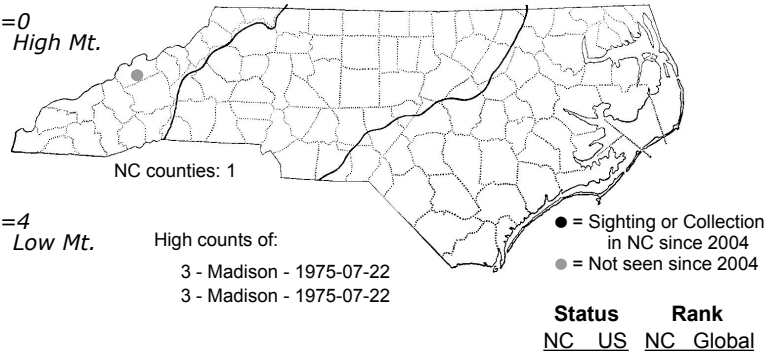 =0
High Mt.
NC counties: 1
=4
Low Mt.
High counts of:
3 - Madison - 1975-07-22
3 - Madison - 1975-07-22
● = Sighting or Collection
in NC since 2004
● = Not seen since 2004
Status Rank
NC US NC Global